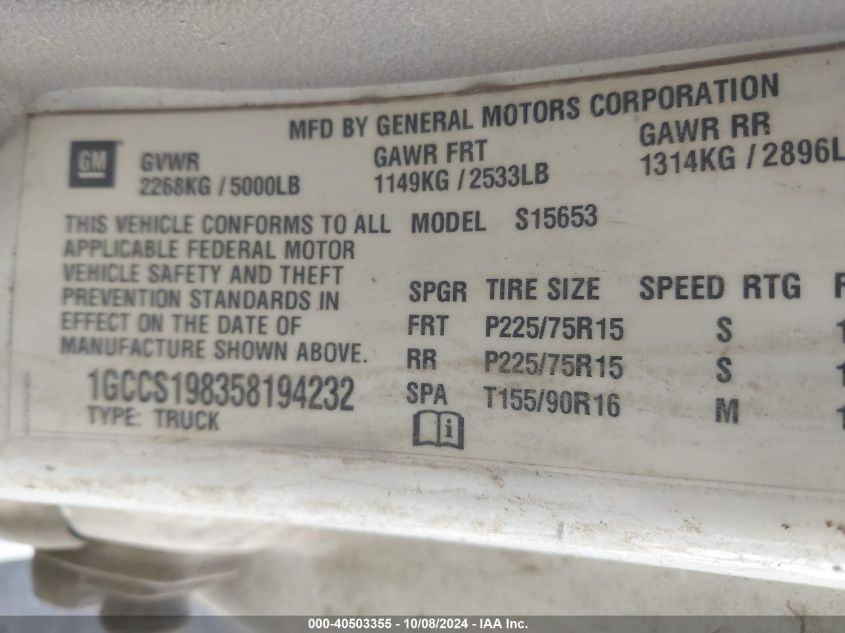 MFD BY GENERAL MOTORS CORPORATION
GM
GVWR GAWR FRT GAWR RR
2268KG / 5000LB 1149KG / 2533LB 1314KG / 2896L
THIS VEHICLE CONFORMS TO ALL
APPLICABLE FEDERAL MOTOR
VEHICLE SAFETY AND THEFT
PREVENTION STANDARDS IN
EFFECT ON THE DATE OF
MANUFACTURE SHOWN ABOVE.
1GCCS198358194232
TYPE: TRUCK
MODEL S15653
SPGR TIRE SIZE SPEED RTG
FRT P225/75R15 S
RR P225/75R15 S
SPA T155/90R16 M
i
000-40503355 - 10/08/2024 - IAA Inc.